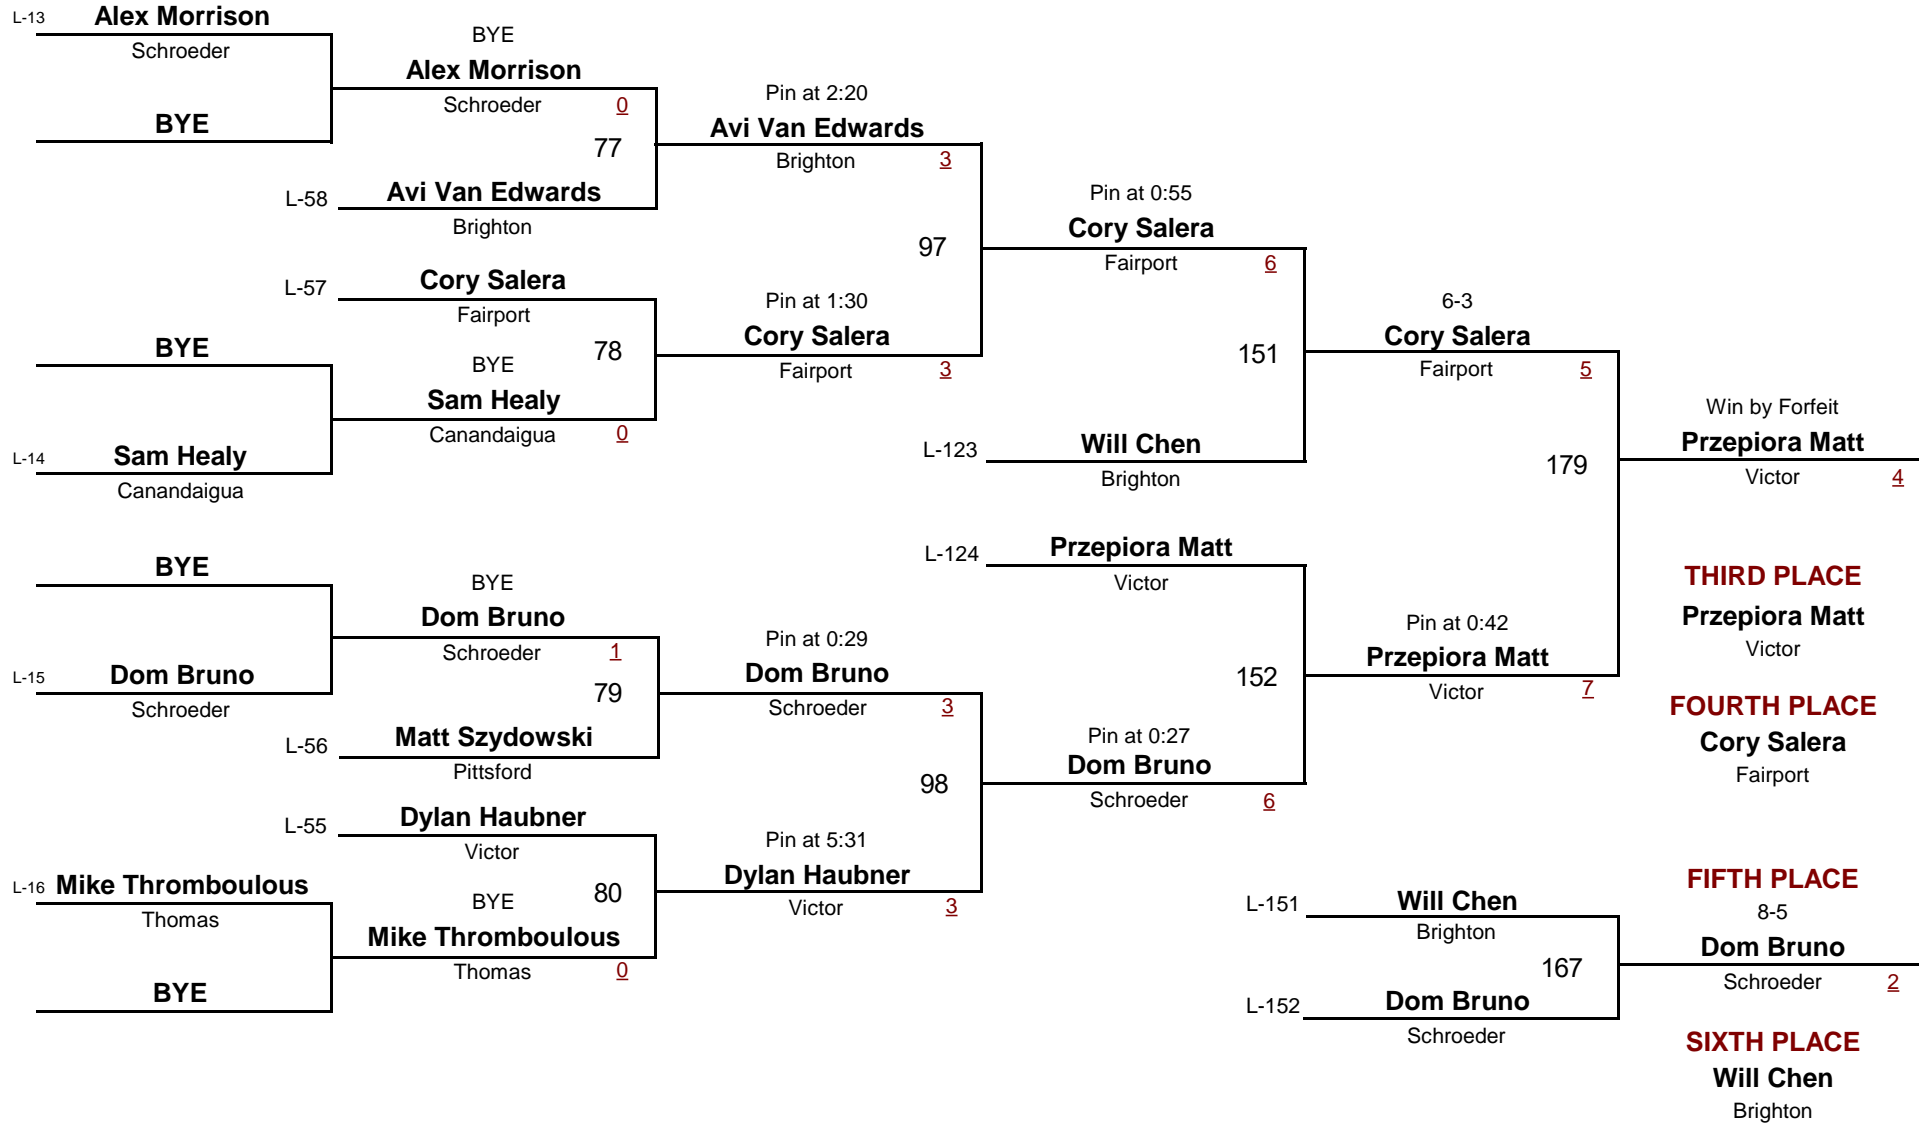 L-13 Alex Morrison
Schroeder
BYE
BYE
Alex Morrison
Schroeder 0
77
L-58 Avi Van Edwards
Brighton
Pin at 2:20
Avi Van Edwards
Brighton 3
L-57 Cory Salera
Fairport
78
BYE
BYE
Sam Healy
Canandaigua 0
L-14 Sam Healy
Canandaigua
Pin at 1:30
Cory Salera
Fairport 3
97
Pin at 0:55
Cory Salera
Fairport 6
151
L-123 Will Chen
Brighton
6-3
Cory Salera
Fairport 5
179
Win by Forfeit
Przepiora Matt
Victor 4
BYE
L-15 Dom Bruno
Schroeder
BYE
Dom Bruno
Schroeder 1
79
L-56 Matt Szydowski
Pittsford
Pin at 0:29
Dom Bruno
Schroeder 3
98
L-55 Dylan Haubner
Victor
80
L-16 Mike Thromboulous
Thomas
BYE
BYE
Mike Thromboulous
Thomas 0
Pin at 5:31
Dylan Haubner
Victor 3
L-124 Przepiora Matt
Victor
152
Pin at 0:27
Dom Bruno
Schroeder 6
Pin at 0:42
Przepiora Matt
Victor 7
THIRD PLACE
Przepiora Matt
Victor
FOURTH PLACE
Cory Salera
Fairport
L-151 Will Chen
Brighton
167
L-152 Dom Bruno
Schroeder
FIFTH PLACE
8-5
Dom Bruno
Schroeder 2
SIXTH PLACE
Will Chen
Brighton